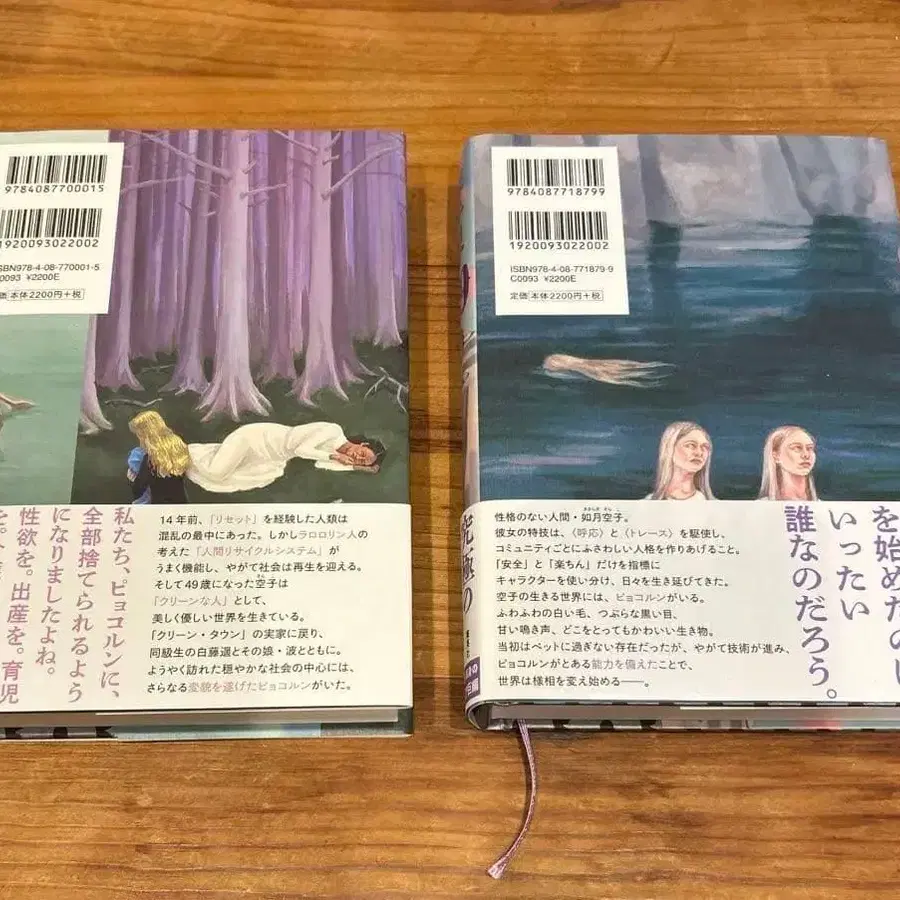 9784087700015
1920093022002
ISBN978-4-08-770001-5
C0093 ¥2200E
定価 本体2200円+税
私たち、ピョコルンに、
全部捨てられるよう
になりましたよね。
性欲を。出産を。育児
14年前、「リセット」を経験した人類は
混乱の最中にあった。しかしラロロリン人の
考えた「人間リサイクルシステム」が
うまく機能し、やがて社会は再生を迎える。
そして49歳になった空子は
「クリーンな人」として、
美しく優しい世界を生きている。
「クリーン・タウン」の実家に戻り、
同級生の白藤遥とその娘・波とともに。
ようやく訪れた穏やかな社会の中心には、
さらなる変貌を遂げたピョコルンがいた。
9784087718799
1920093022002
ISBN978-4-08-771879-9
C0093 ¥2200E
定価 本体2200円+税
究極の
性格のない人間・如月空子。
彼女の特技は、〈呼応〉と〈トレース〉を駆使し、
コミュニティごとにふさわしい人格を作りあげること。
「安全」と「楽ちん」だけを指標に
キャラクターを使い分け、日々を生き延びてきた。
空子の生きる世界には、ピョコルンがいる。
ふわふわの白い毛、つぶらな黒い目、
甘い鳴き声、どこをとってもかわいい生き物。
当初はペットに過ぎない存在だったが、やがて技術が進み、
ピョコルンがとある能力を備えたことで、
世界は様相を変え始める――。
を始めたのは
いったい
誰なのだろう。